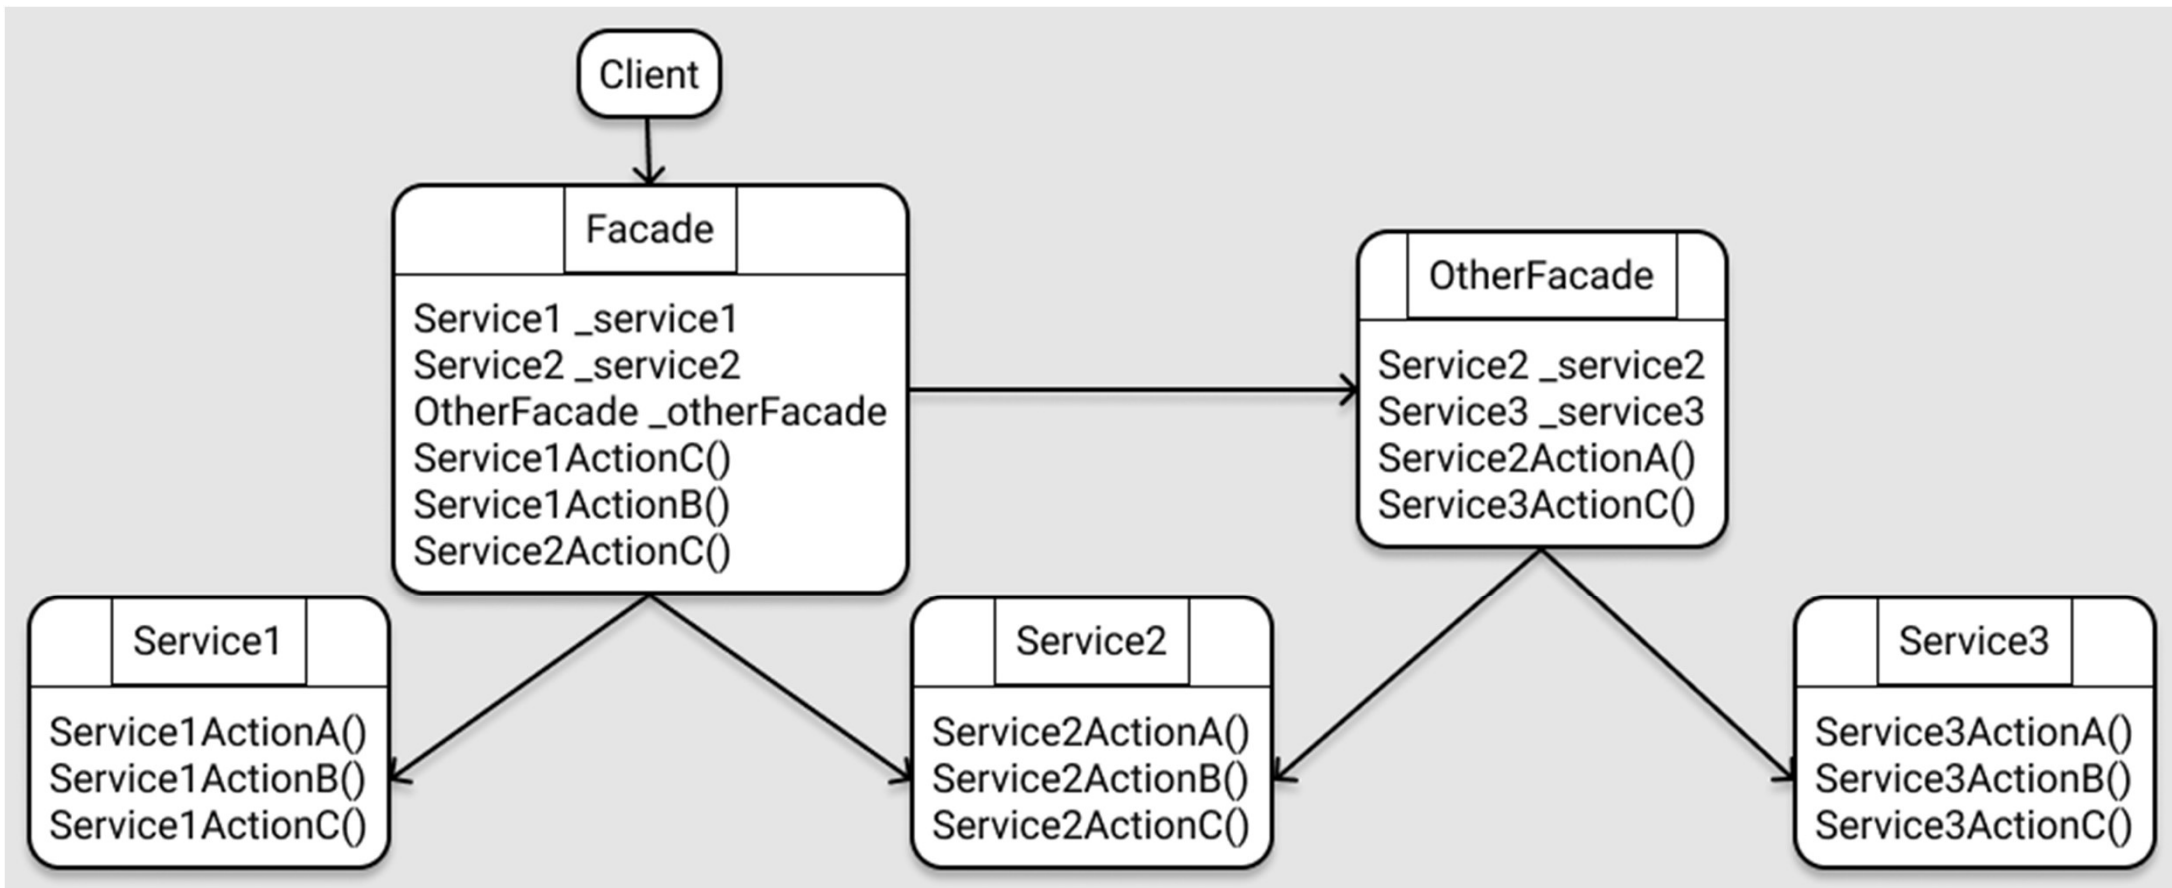 Client
Facade
Service1 _service1
Service2 _service2
OtherFacade _otherFacade
Service1ActionC()
Service1ActionB()
Service2ActionC()
OtherFacade
Service2 _service2
Service3 _service3
Service2ActionA()
Service3ActionC()
Service1
Service1ActionA()
Service1ActionB()
Service1ActionC()
Service2
Service2ActionA()
Service2ActionB()
Service2ActionC()
Service3
Service3ActionA()
Service3ActionB()
Service3ActionC()